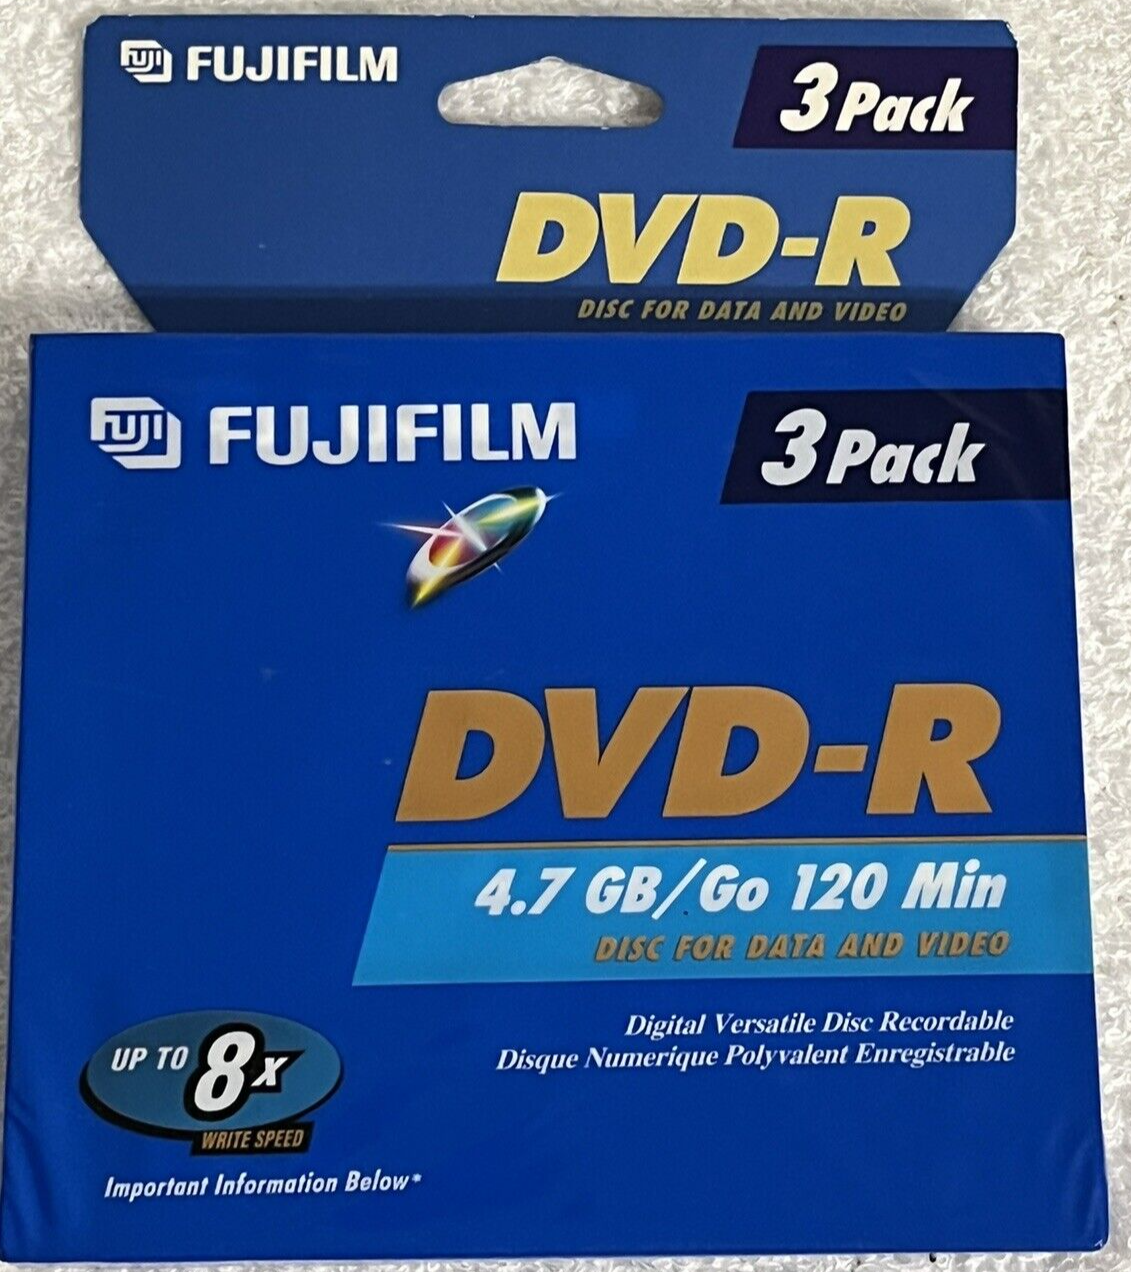 FUJI FUJIFILM
3 Pack
DVD-R
DISC FOR DATA AND VIDEO
FUJI FUJIFILM
3 Pack
DVD-R
4.7 GB/Go 120 Min
DISC FOR DATA AND VIDEO
Digital Versatile Disc Recordable
Disque Numerique Polyvalent Enregistrable
UP TO 8x
WRITE SPEED
Important Information Below*